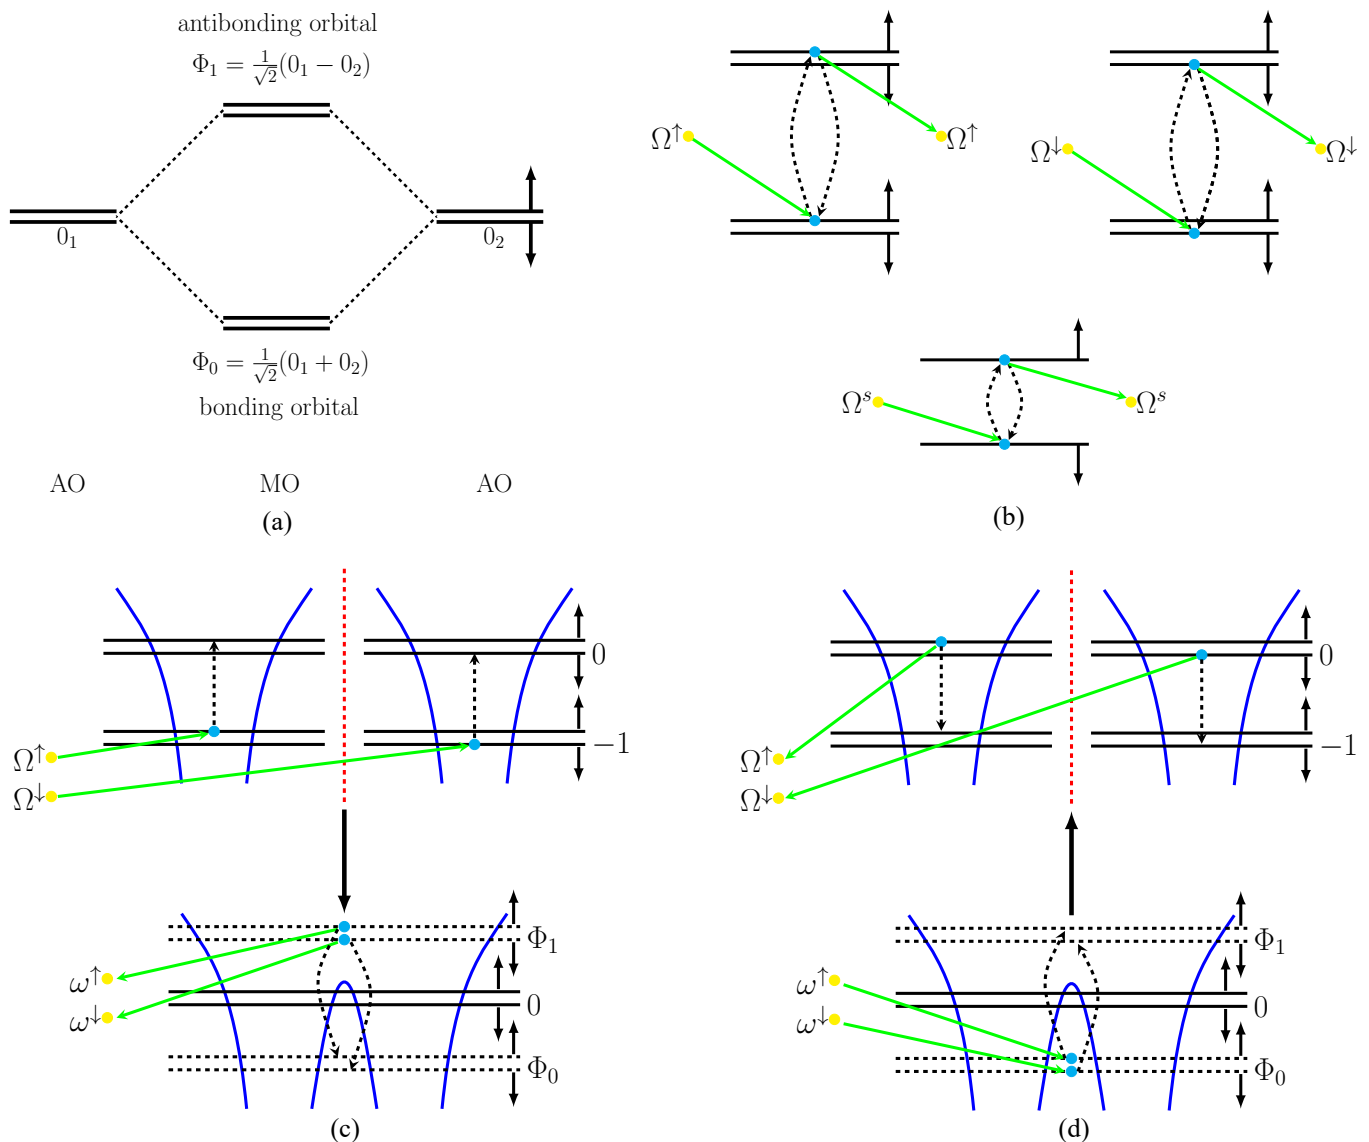 antibonding orbital
Φ₁ = 1/√2 (0₁ − 0₂)
0₁
0₂
Φ₀ = 1/√2 (0₁ + 0₂)
bonding orbital
AO MO AO
(a)
Ω↑ Ω↑
Ω↓ Ω↓
Ωˢ Ωˢ
(b)
0
−1
Ω↑
Ω↓
Φ₁
ω↑
0
ω↓
Φ₀
(c)
0
−1
Ω↑
Ω↓
Φ₁
ω↑
0
ω↓
Φ₀
(d)